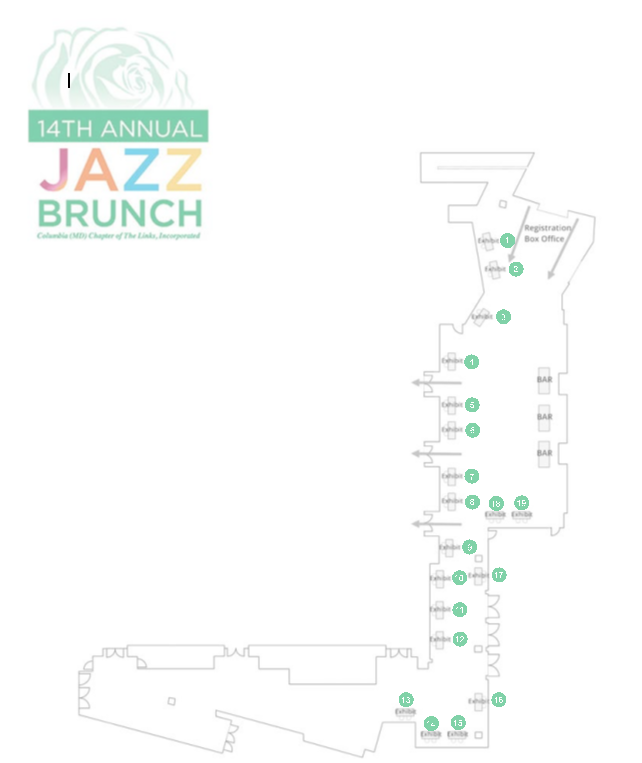 14TH ANNUAL
JAZZ
BRUNCH
Columbia (MD) Chapter of The Links, Incorporated
Registration
Box Office
Exhibit 1
Exhibit 2
Exhibit 3
Exhibit 4
BAR
Exhibit 5
BAR
Exhibit 6
BAR
Exhibit 7
Exhibit 8
18 19
Exhibit Exhibit
Exhibit 9
Exhibit 10 Exhibit 17
Exhibit 11
Exhibit 12
13
Exhibit
Exhibit 16
14 15
Exhibit Exhibit